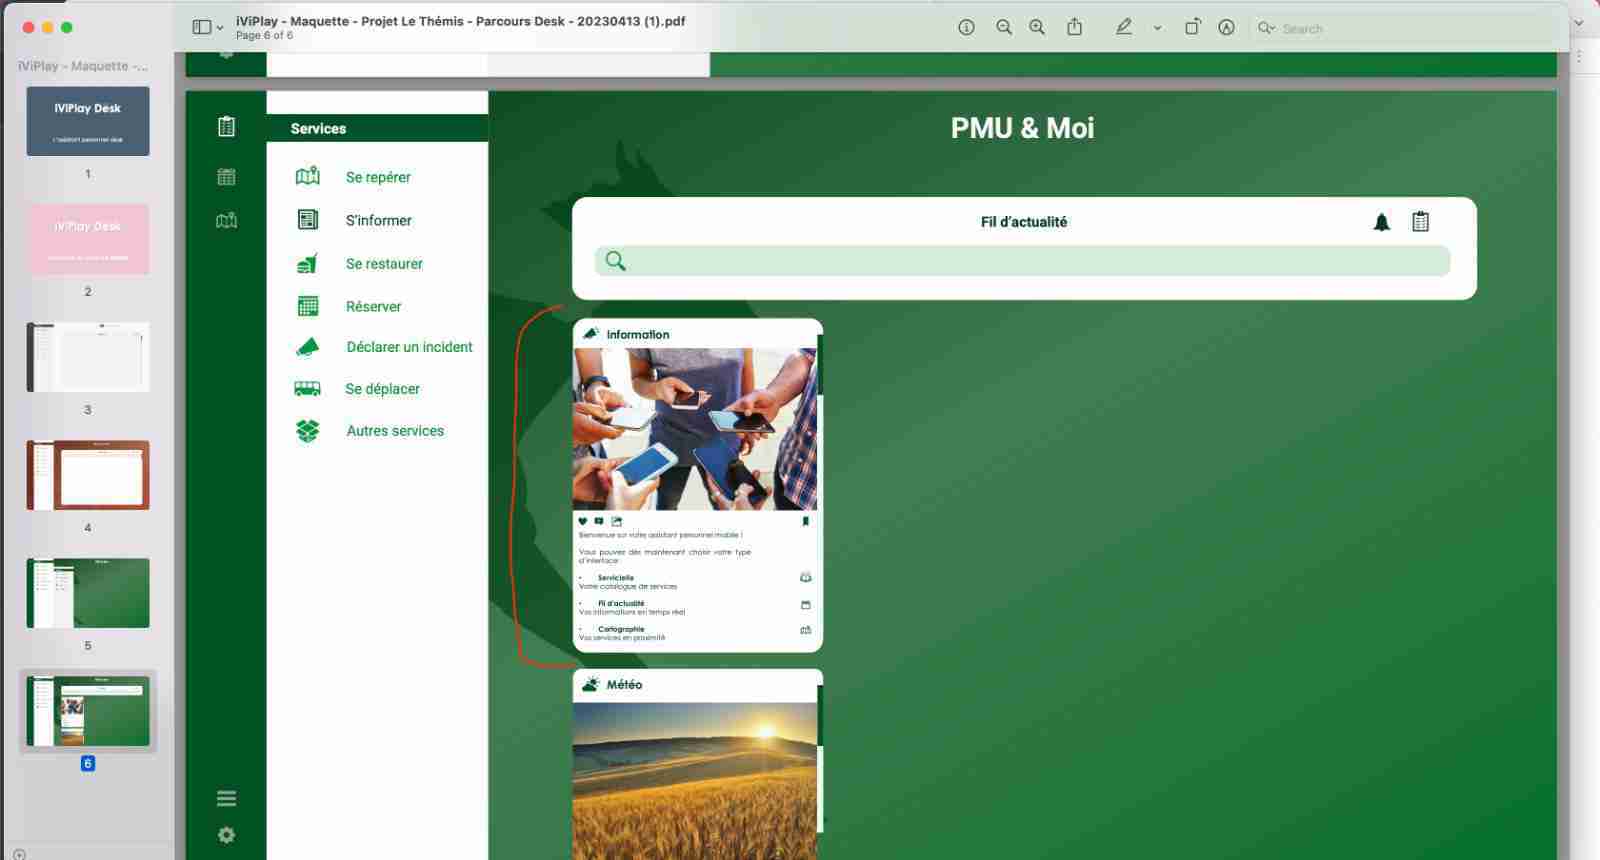 iViPlay - Maquette - Projet Le Thémis - Parcours Desk - 20230413 (1).pdf
Page 6 of 6
Search
iViPlay - Maquette -...
iViPlay Desk
1
iViPlay Desk
2
3
4
5
6
Services
Se repérer
S'informer
Se restaurer
Réserver
Déclarer un incident
Se déplacer
Autres services
PMU & Moi
Fil d'actualité
Information
Bienvenue sur votre assistant personnel mobile !
Vous pouvez dès maintenant choisir votre type
d'interface:
• Servicielle
Votre catalogue de services
• Fil d'actualité
Vos informations en temps réel
• Cartographie
Vos services en proximité
Météo